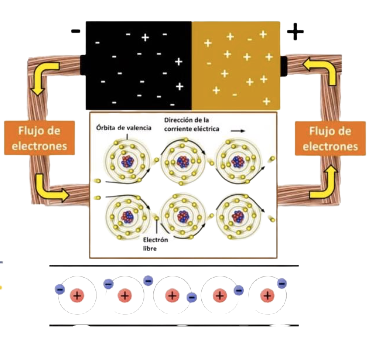 - +
Flujo de
electrones
Dirección de la
corriente eléctrica
Órbita de valencia
Electrón
libre
Flujo de
electrones